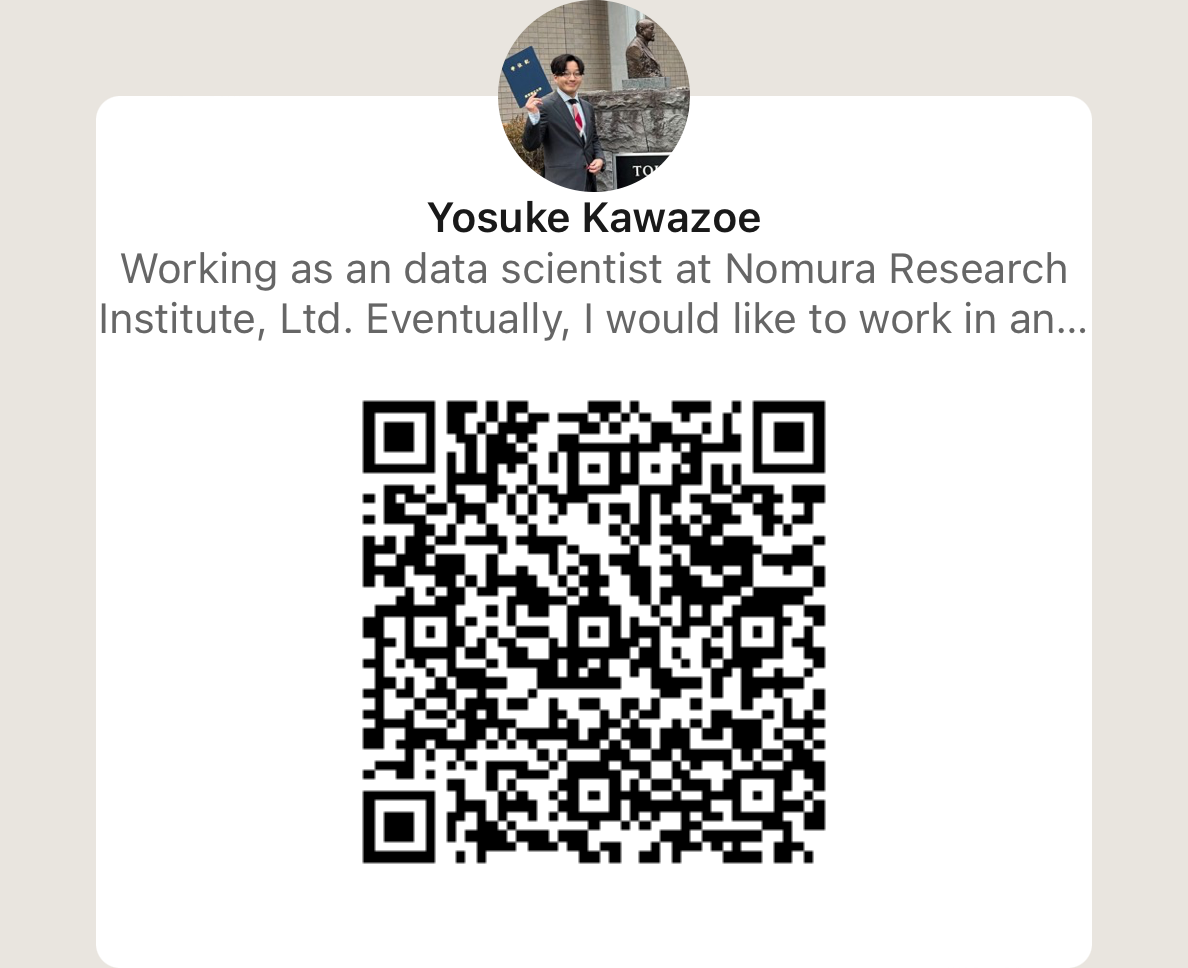 TO
Yosuke Kawazoe
Working as an data scientist at Nomura Research
Institute, Ltd. Eventually, I would like to work in an...